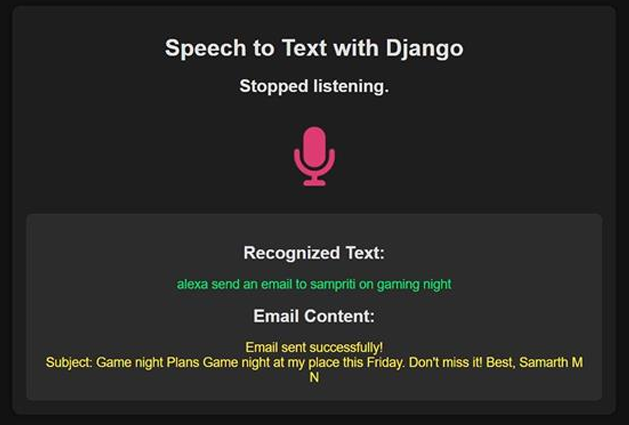 Speech to Text with Django
Stopped listening.
Recognized Text:
alexa send an email to sampriti on gaming night
Email Content:
Email sent successfully!
Subject: Game night Plans Game night at my place this Friday. Don't miss it! Best, Samarth M
N